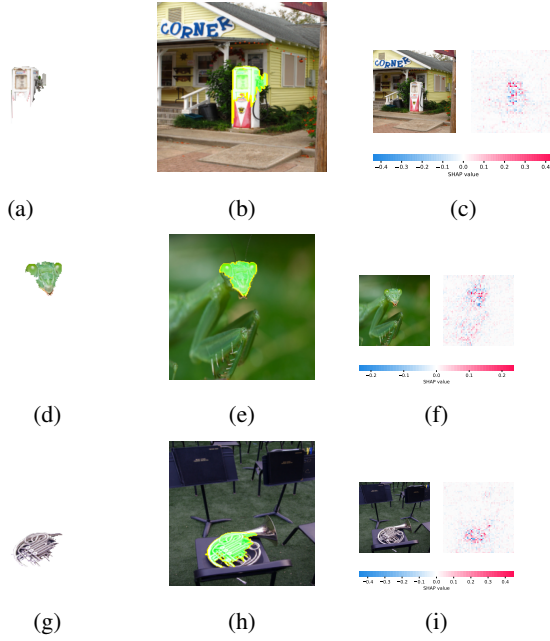 CORNER
CORNER
−0.4 −0.3 −0.2 −0.1 0.0 0.1 0.2 0.3 0.4
SHAP value
(a) (b) (c)
−0.2 −0.1 0.0 0.1 0.2
SHAP value
(d) (e) (f)
−0.4 −0.3 −0.2 −0.1 0.0 0.1 0.2 0.3 0.4
SHAP value
(g) (h) (i)